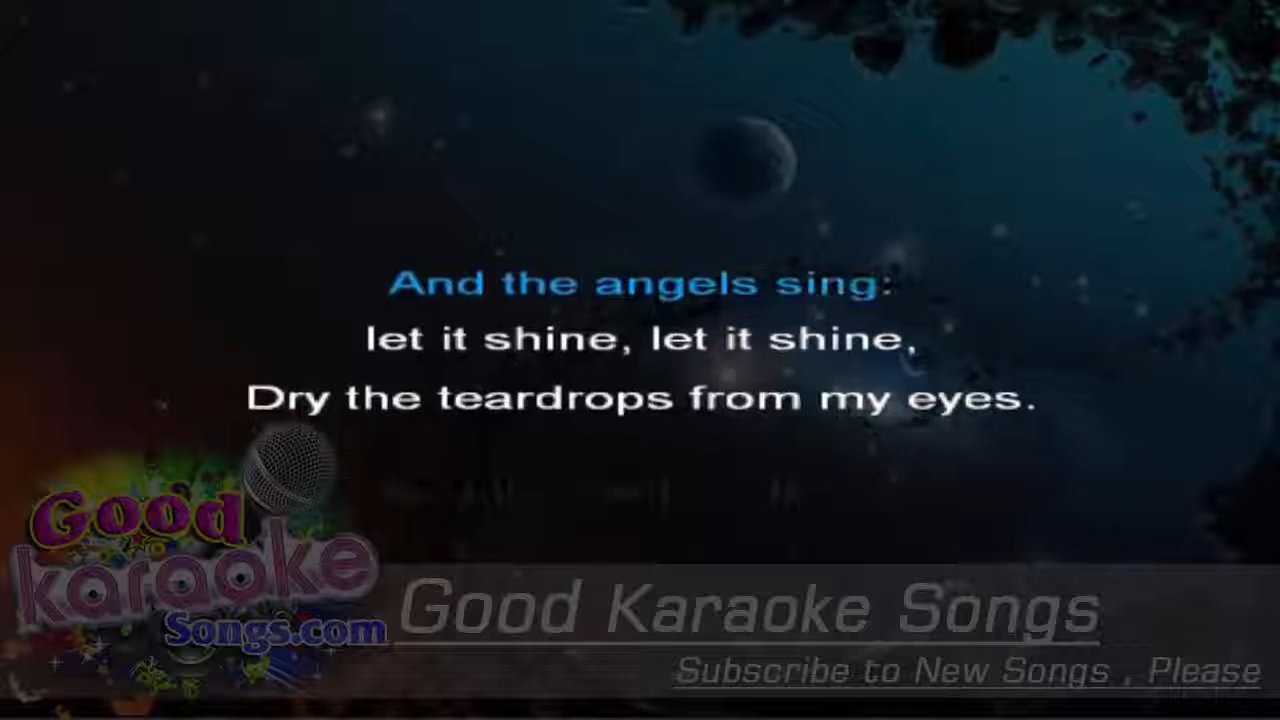 And the angels sing:
let it shine, let it shine,
Dry the teardrops from my eyes.
Good
karaoke
Songs.com
Good Karaoke Songs
Subscribe to New Songs , Please